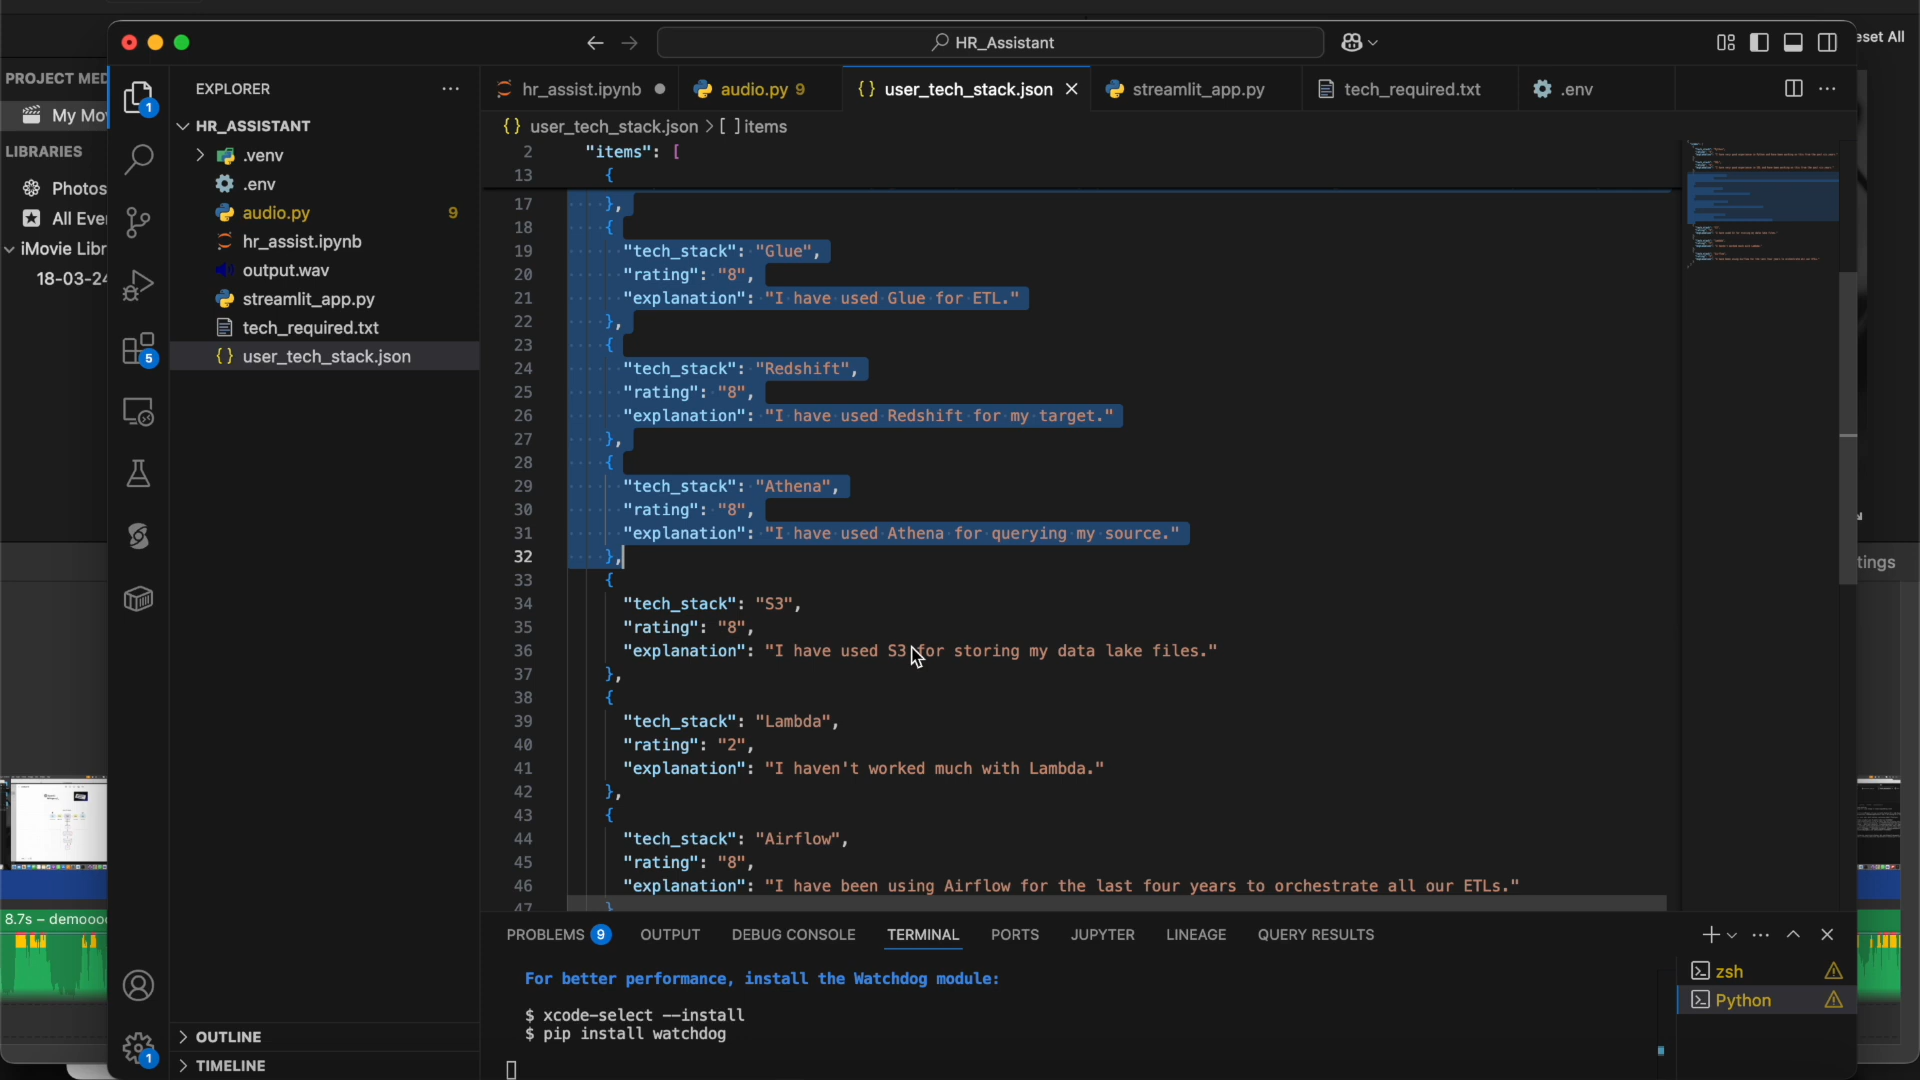 HR_Assistant
eset All
PROJECT MED
My Mo
LIBRARIES
Photos
All Eve
iMovie Libr
18-03-24
1
5
1
EXPLORER
HR_ASSISTANT
.venv
.env
audio.py 9
hr_assist.ipynb
output.wav
streamlit_app.py
tech_required.txt
user_tech_stack.json
OUTLINE
TIMELINE
hr_assist.ipynb
audio.py 9
user_tech_stack.json
streamlit_app.py
tech_required.txt
.env
user_tech_stack.json > [ ] items
2 "items": [
13 {
17 },
18 {
19 "tech_stack": "Glue",
20 "rating": "8",
21 "explanation": "I have used Glue for ETL."
22 },
23 {
24 "tech_stack": "Redshift",
25 "rating": "8",
26 "explanation": "I have used Redshift for my target."
27 },
28 {
29 "tech_stack": "Athena",
30 "rating": "8",
31 "explanation": "I have used Athena for querying my source."
32 },
33 {
34 "tech_stack": "S3",
35 "rating": "8",
36 "explanation": "I have used S3 for storing my data lake files."
37 },
38 {
39 "tech_stack": "Lambda",
40 "rating": "2",
41 "explanation": "I haven't worked much with Lambda."
42 },
43 {
44 "tech_stack": "Airflow",
45 "rating": "8",
46 "explanation": "I have been using Airflow for the last four years to orchestrate all our ETLs."
47 }
tings
8.7s – demoooo
PROBLEMS 9 OUTPUT DEBUG CONSOLE TERMINAL PORTS JUPYTER LINEAGE QUERY RESULTS
For better performance, install the Watchdog module:
$ xcode-select --install
$ pip install watchdog
zsh
Python